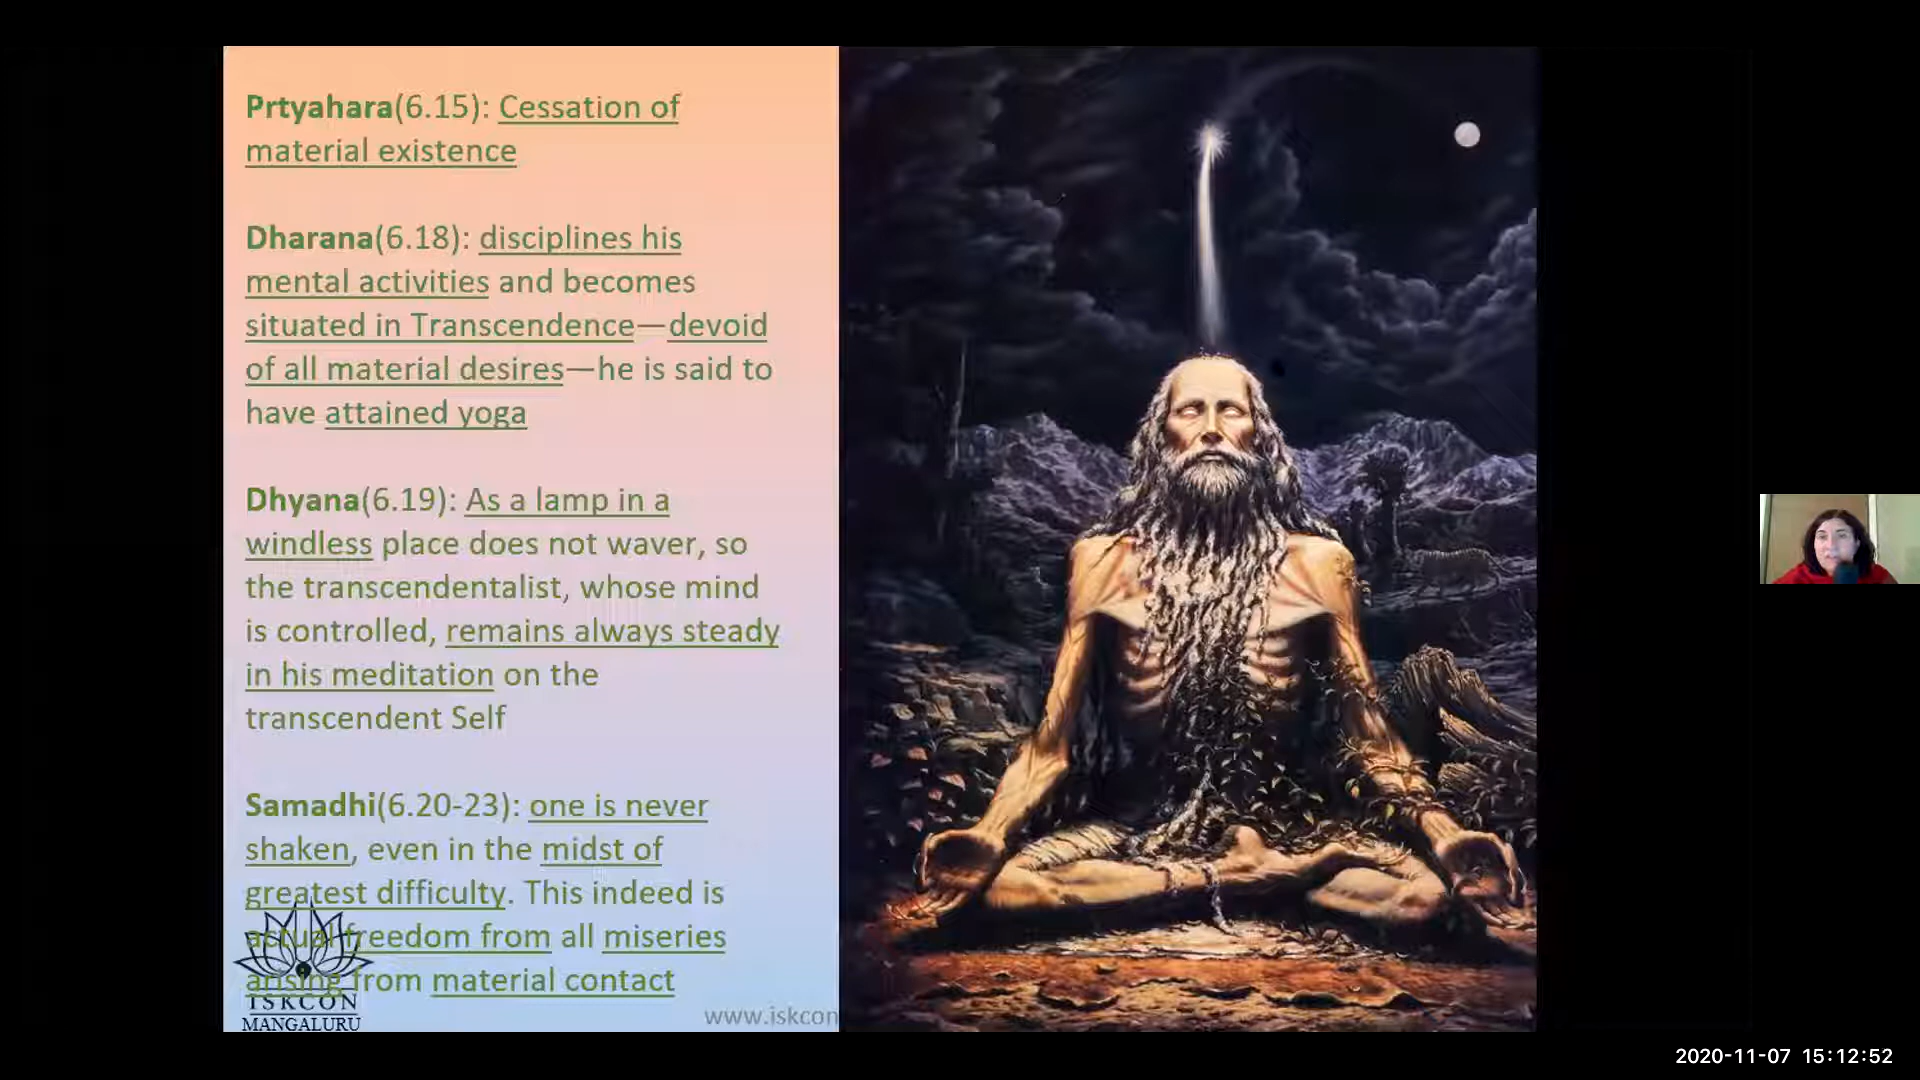 Prtyahara(6.15): Cessation of
material existence
Dharana(6.18): disciplines his
mental activities and becomes
situated in Transcendence—devoid
of all material desires—he is said to
have attained yoga
Dhyana(6.19): As a lamp in a
windless place does not waver, so
the transcendentalist, whose mind
is controlled, remains always steady
in his meditation on the
transcendent Self
Samadhi(6.20-23): one is never
shaken, even in the midst of
greatest difficulty. This indeed is
actual freedom from all miseries
arising from material contact
ISKCON
MANGALURU
www.iskcon
2020-11-07 15:12:52